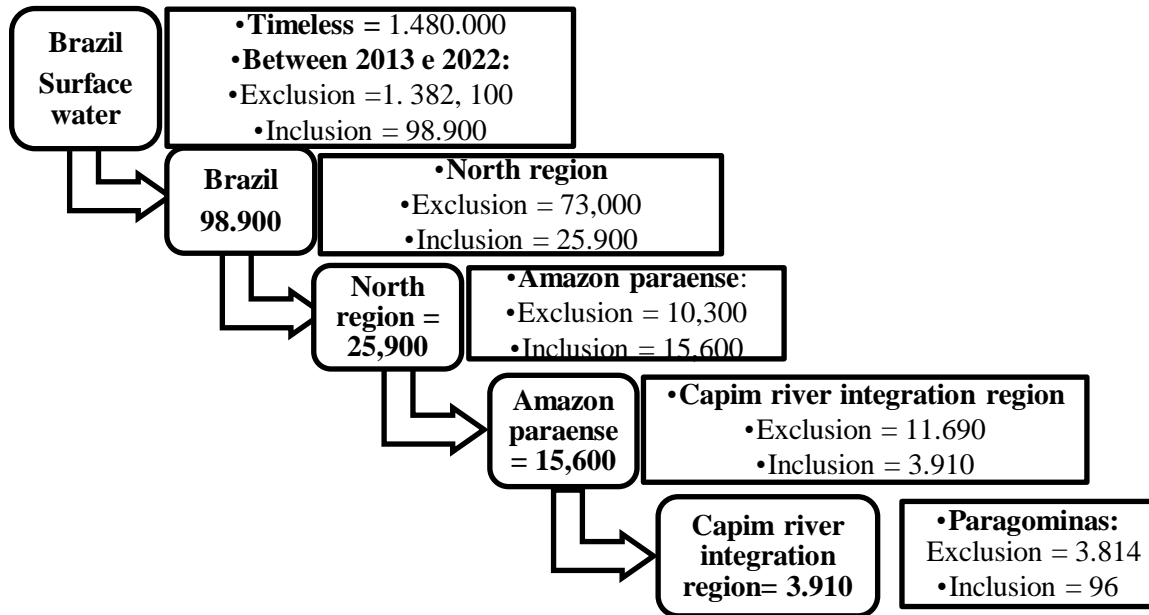 Brazil
Surface
water
•Timeless = 1.480.000
•Between 2013 e 2022:
•Exclusion =1. 382, 100
•Inclusion = 98.900
Brazil
98.900
•North region
•Exclusion = 73,000
•Inclusion = 25.900
North
region =
25,900
•Amazon paraense:
•Exclusion = 10,300
•Inclusion = 15,600
Amazon
paraense
= 15,600
•Capim river integration region
•Exclusion = 11.690
•Inclusion = 3.910
Capim river
integration
region= 3.910
•Paragominas:
Exclusion = 3.814
•Inclusion = 96